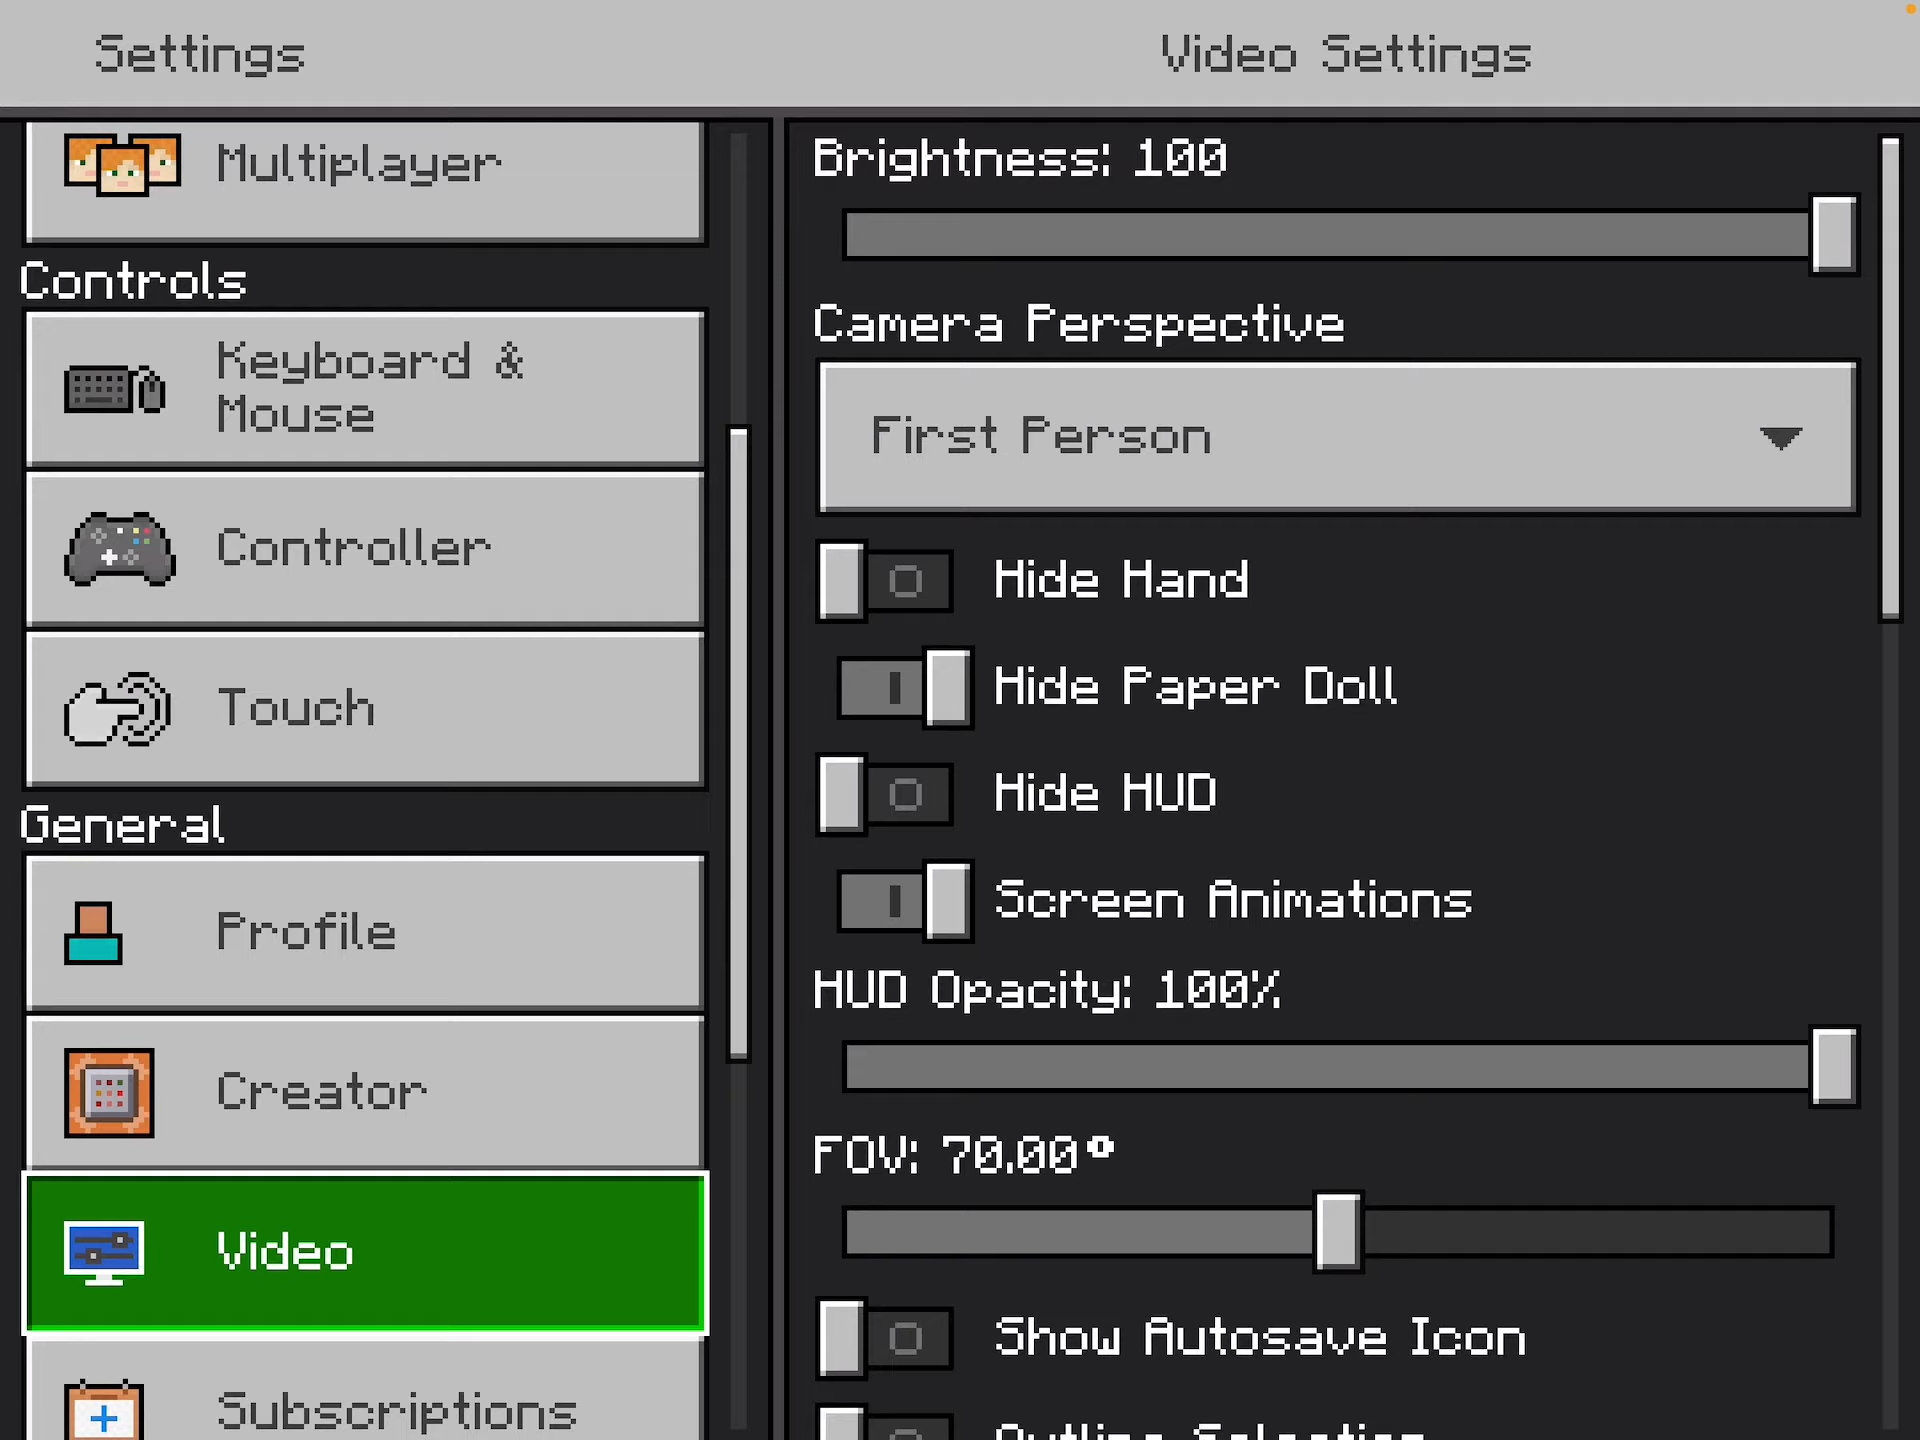 Settings
Video Settings
Multiplayer
Controls
Keyboard &
Mouse
Controller
Touch
General
Profile
Creator
Video
Subscriptions
Brightness: 100
Camera Perspective
First Person
Hide Hand
Hide Paper Doll
Hide HUD
Screen Animations
HUD Opacity: 100%
FOV: 70.00°
Show Autosave Icon
Outline Selection